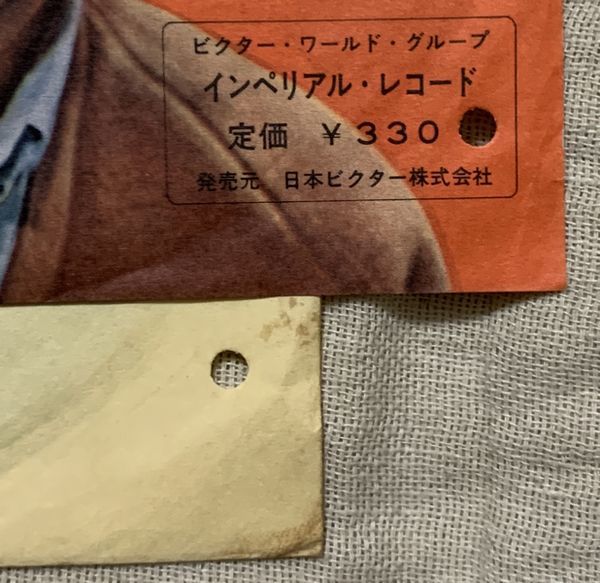 ビクター・ワールド・グループ
インペリアル・レコード
定価 ￥330
発売元 日本ビクター株式会社